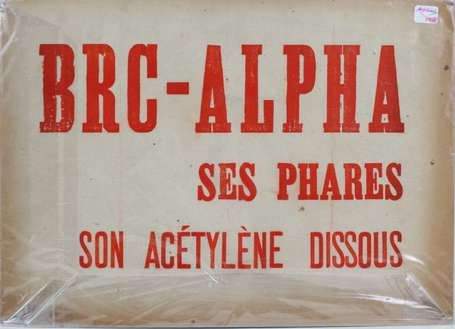 BRC-ALPHA
SES PHARES
SON ACÉTYLÈNE DISSOUS